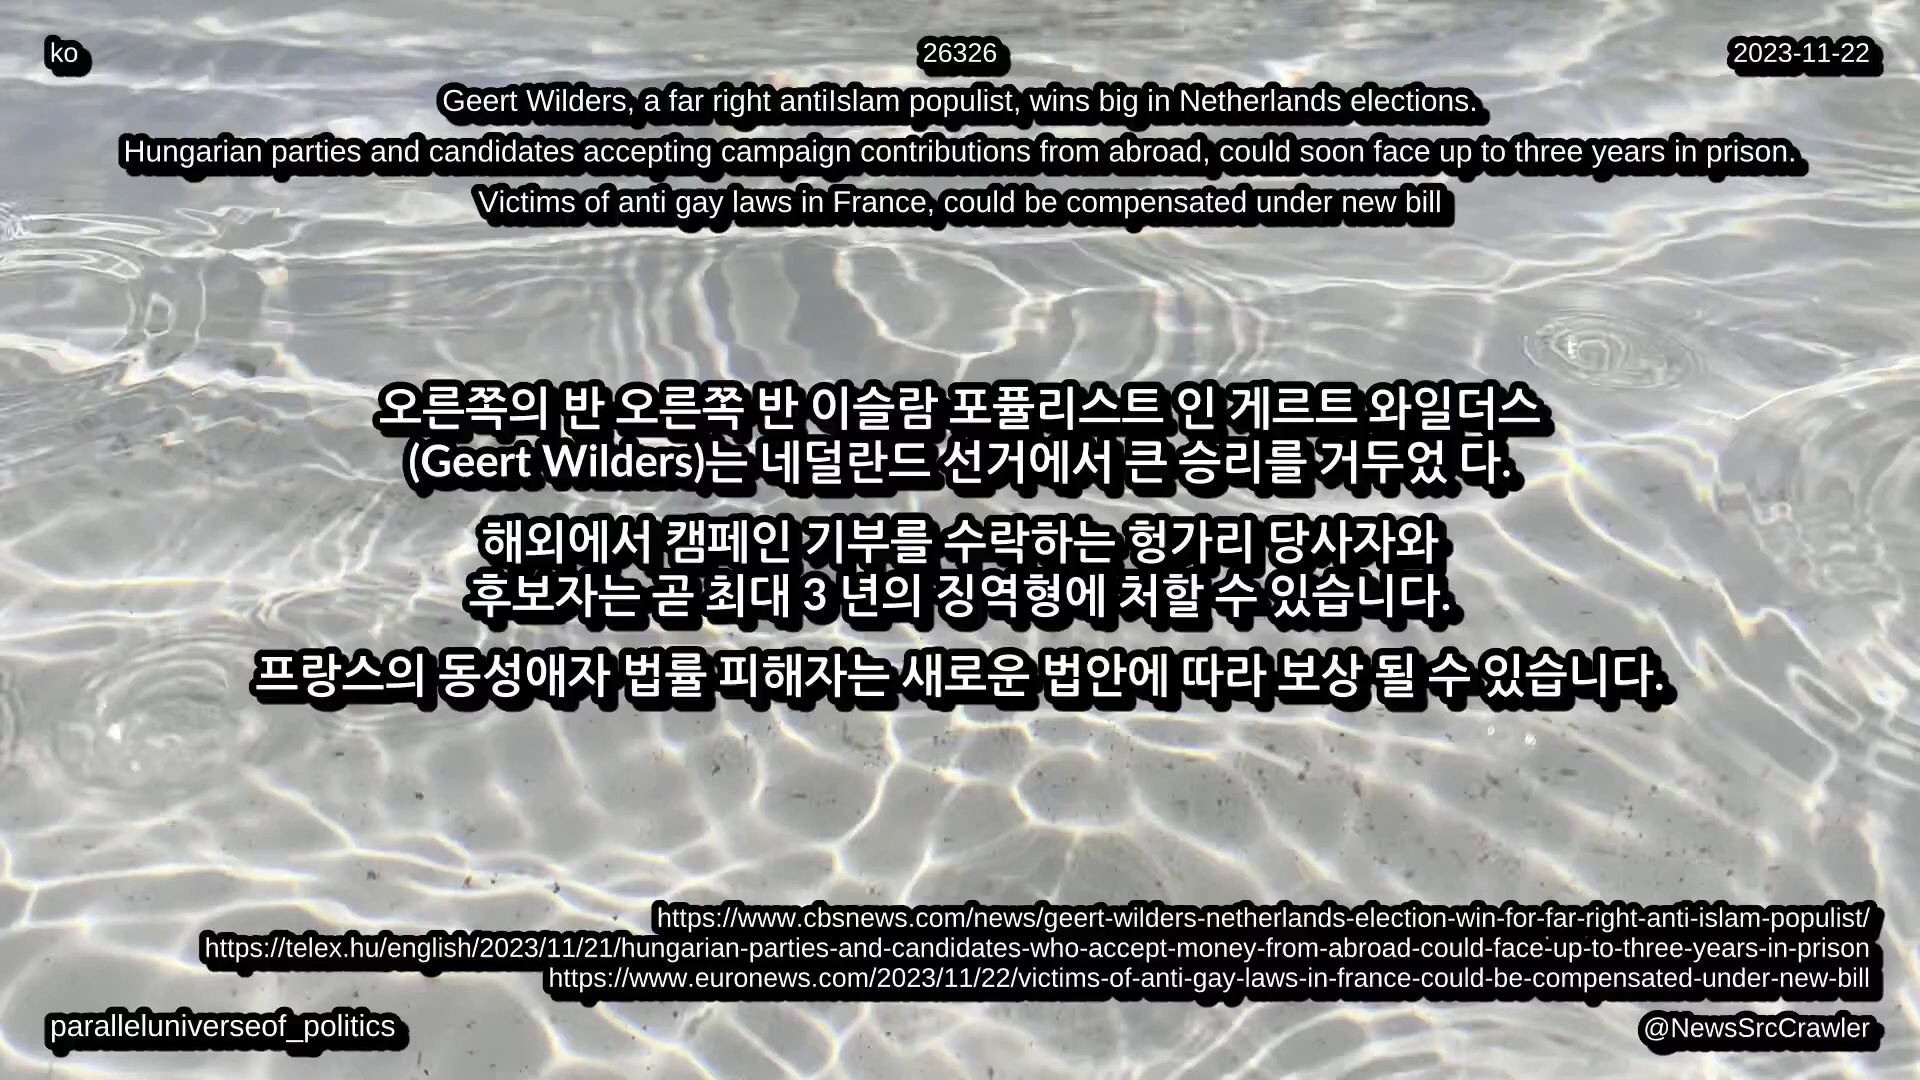 ko
26326
2023-11-22
Geert Wilders, a far right antiIslam populist, wins big in Netherlands elections.
Hungarian parties and candidates accepting campaign contributions from abroad, could soon face up to three years in prison.
Victims of anti gay laws in France, could be compensated under new bill
오른쪽의 반 오른쪽 반 이슬람 포퓰리스트 인 게르트 와일더스
(Geert Wilders)는 네덜란드 선거에서 큰 승리를 거두었 다.
해외에서 캠페인 기부를 수락하는 헝가리 당사자와
후보자는 곧 최대 3 년의 징역형에 처할 수 있습니다.
프랑스의 동성애자 법률 피해자는 새로운 법안에 따라 보상 될 수 있습니다.
https://www.cbsnews.com/news/geert-wilders-netherlands-election-win-for-far-right-anti-islam-populist/
https://telex.hu/english/2023/11/21/hungarian-parties-and-candidates-who-accept-money-from-abroad-could-face-up-to-three-years-in-prison
https://www.euronews.com/2023/11/22/victims-of-anti-gay-laws-in-france-could-be-compensated-under-new-bill
paralleluniverseof_politics
@NewsSrcCrawler